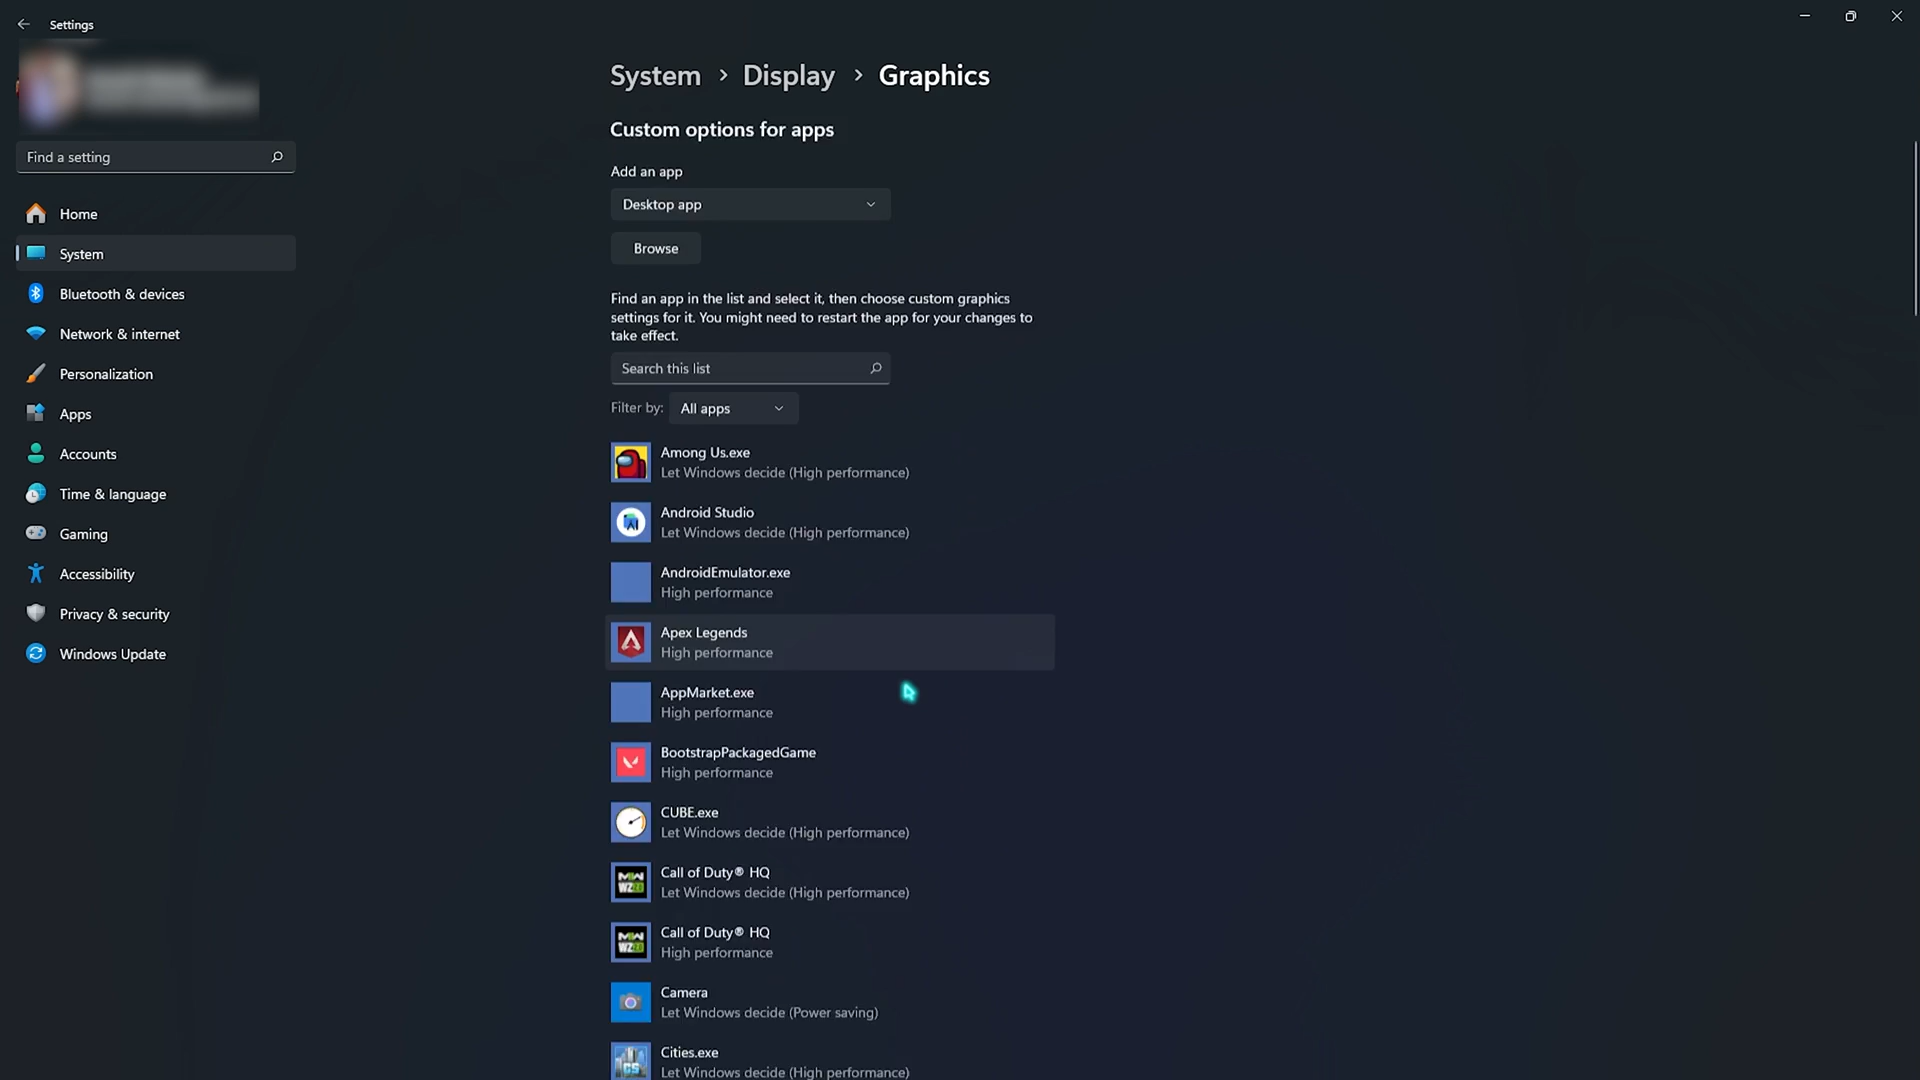 Settings
Find a setting
Home
System
Bluetooth & devices
Network & internet
Personalization
Apps
Accounts
Time & language
Gaming
Accessibility
Privacy & security
Windows Update
System > Display > Graphics
Custom options for apps
Add an app
Desktop app
Browse
Find an app in the list and select it, then choose custom graphics
settings for it. You might need to restart the app for your changes to
take effect.
Search this list
Filter by: All apps
Among Us.exe
Let Windows decide (High performance)
Android Studio
Let Windows decide (High performance)
AndroidEmulator.exe
High performance
Apex Legends
High performance
AppMarket.exe
High performance
BootstrapPackagedGame
High performance
CUBE.exe
Let Windows decide (High performance)
Call of Duty® HQ
Let Windows decide (High performance)
Call of Duty® HQ
High performance
Camera
Let Windows decide (Power saving)
Cities.exe
Let Windows decide (High performance)